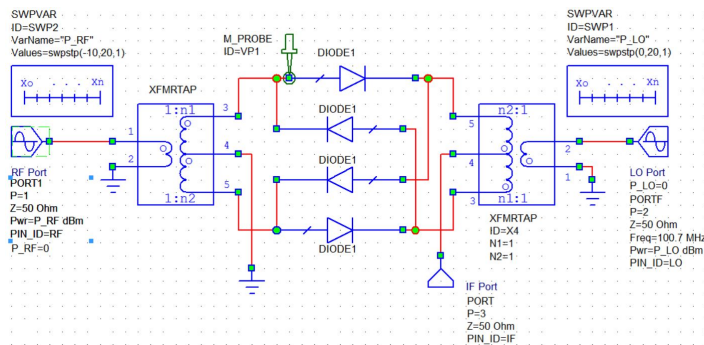 SWPVAR
ID=SWP2
VarName="P_RF"
Values=swpstp(-10,20,1)
Xo ... Xn
M_PROBE
ID=VP1
SWPVAR
ID=SWP1
VarName="P_LO"
Values=swpstp(0,20,1)
Xo ... Xn
DIODE1
DIODE1
DIODE1
DIODE1
XFMRTAP
1:n1
1:n2
1
2
3
4
5
n2:1
n1:1
5
4
3
2
1
XFMRTAP
ID=X4
N1=1
N2=1
RF Port
PORT1
P=1
Z=50 Ohm
Pwr=P_RF dBm
PIN_ID=RF
P_RF=0
LO Port
P_LO=0
PORTF
P=2
Z=50 Ohm
Freq=100.7 MHz
Pwr=P_LO dBm
PIN_ID=LO
IF Port
PORT
P=3
Z=50 Ohm
PIN_ID=IF